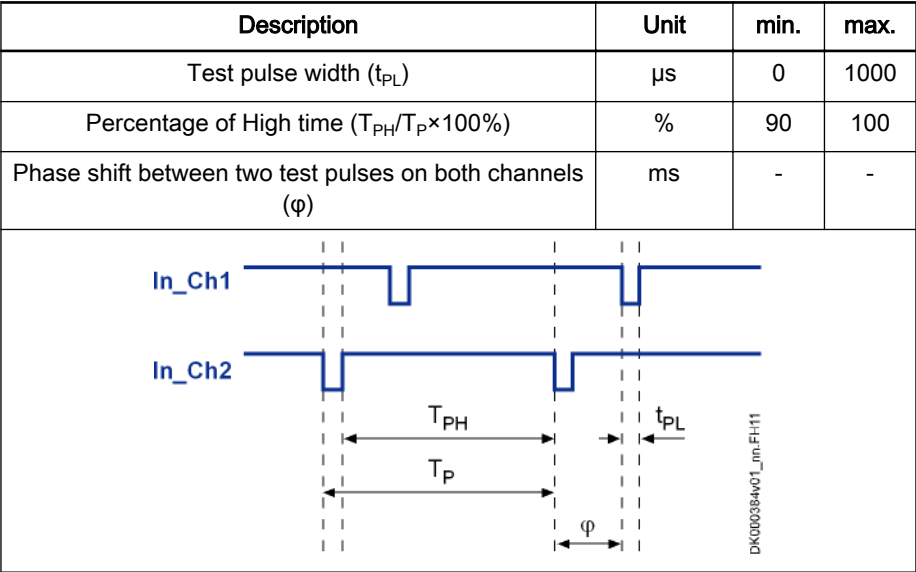 Description Unit min. max.
Test pulse width (tPL) µs 0 1000
Percentage of High time (TPH/TP×100%) % 90 100
Phase shift between two test pulses on both channels ms - -
(φ)
In_Ch1
In_Ch2
TPH tPL
TP
φ
DK000384v01_nn.FH11